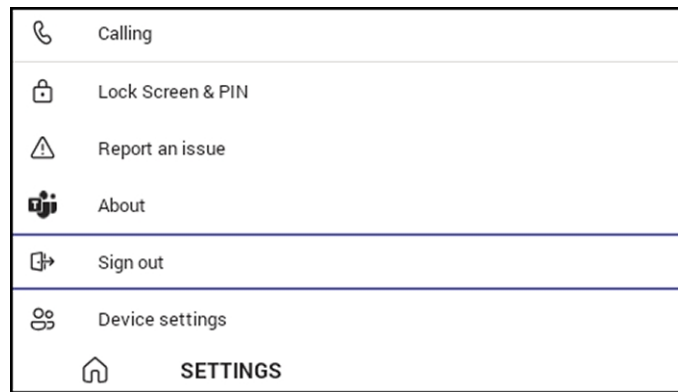 Calling
Lock Screen & PIN
Report an issue
About
Sign out
Device settings
SETTINGS